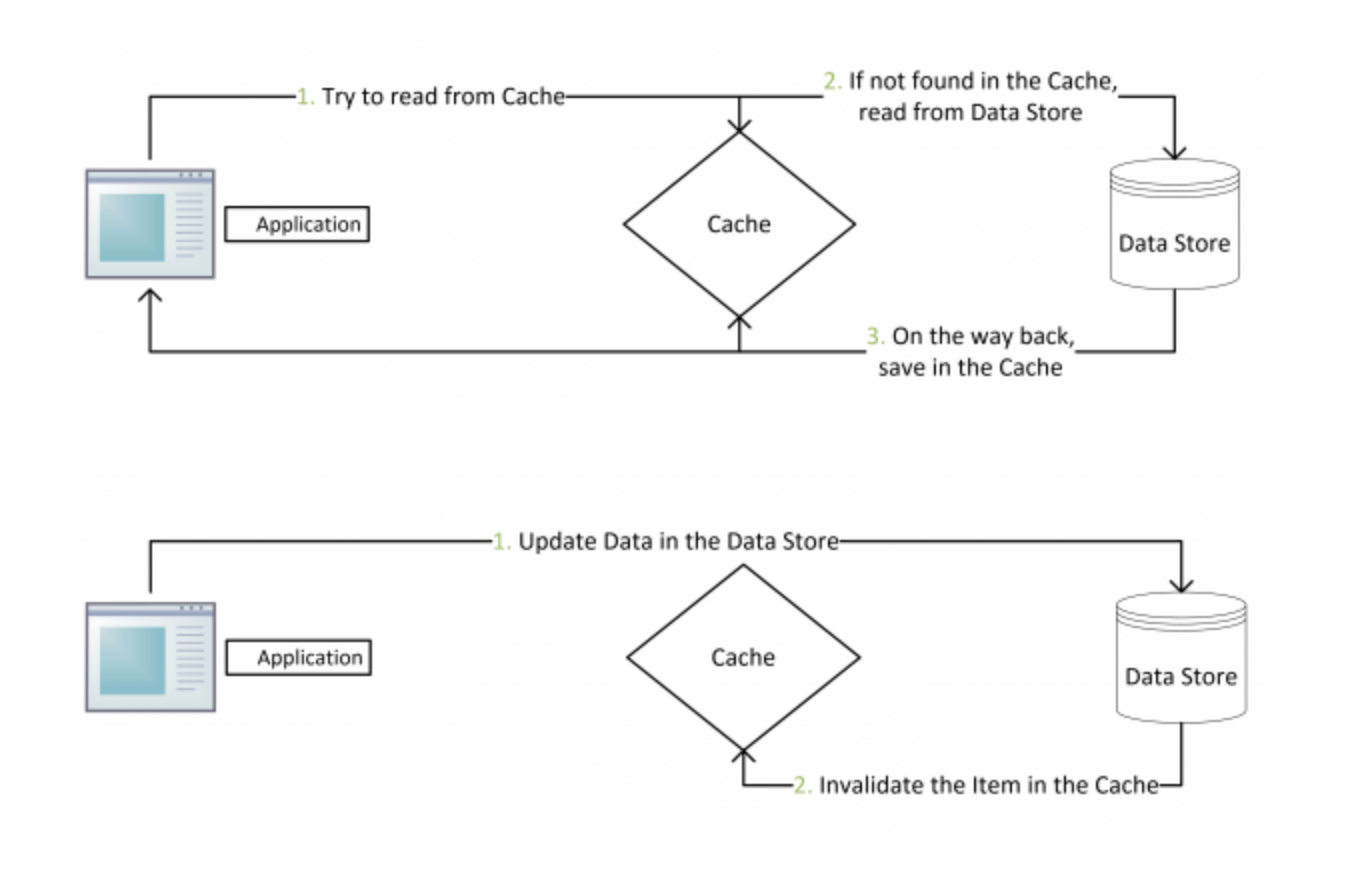 1. Try to read from Cache
2. If not found in the Cache,
read from Data Store
Application
Cache
Data Store
3. On the way back,
save in the Cache
1. Update Data in the Data Store
Application
Cache
Data Store
2. Invalidate the Item in the Cache